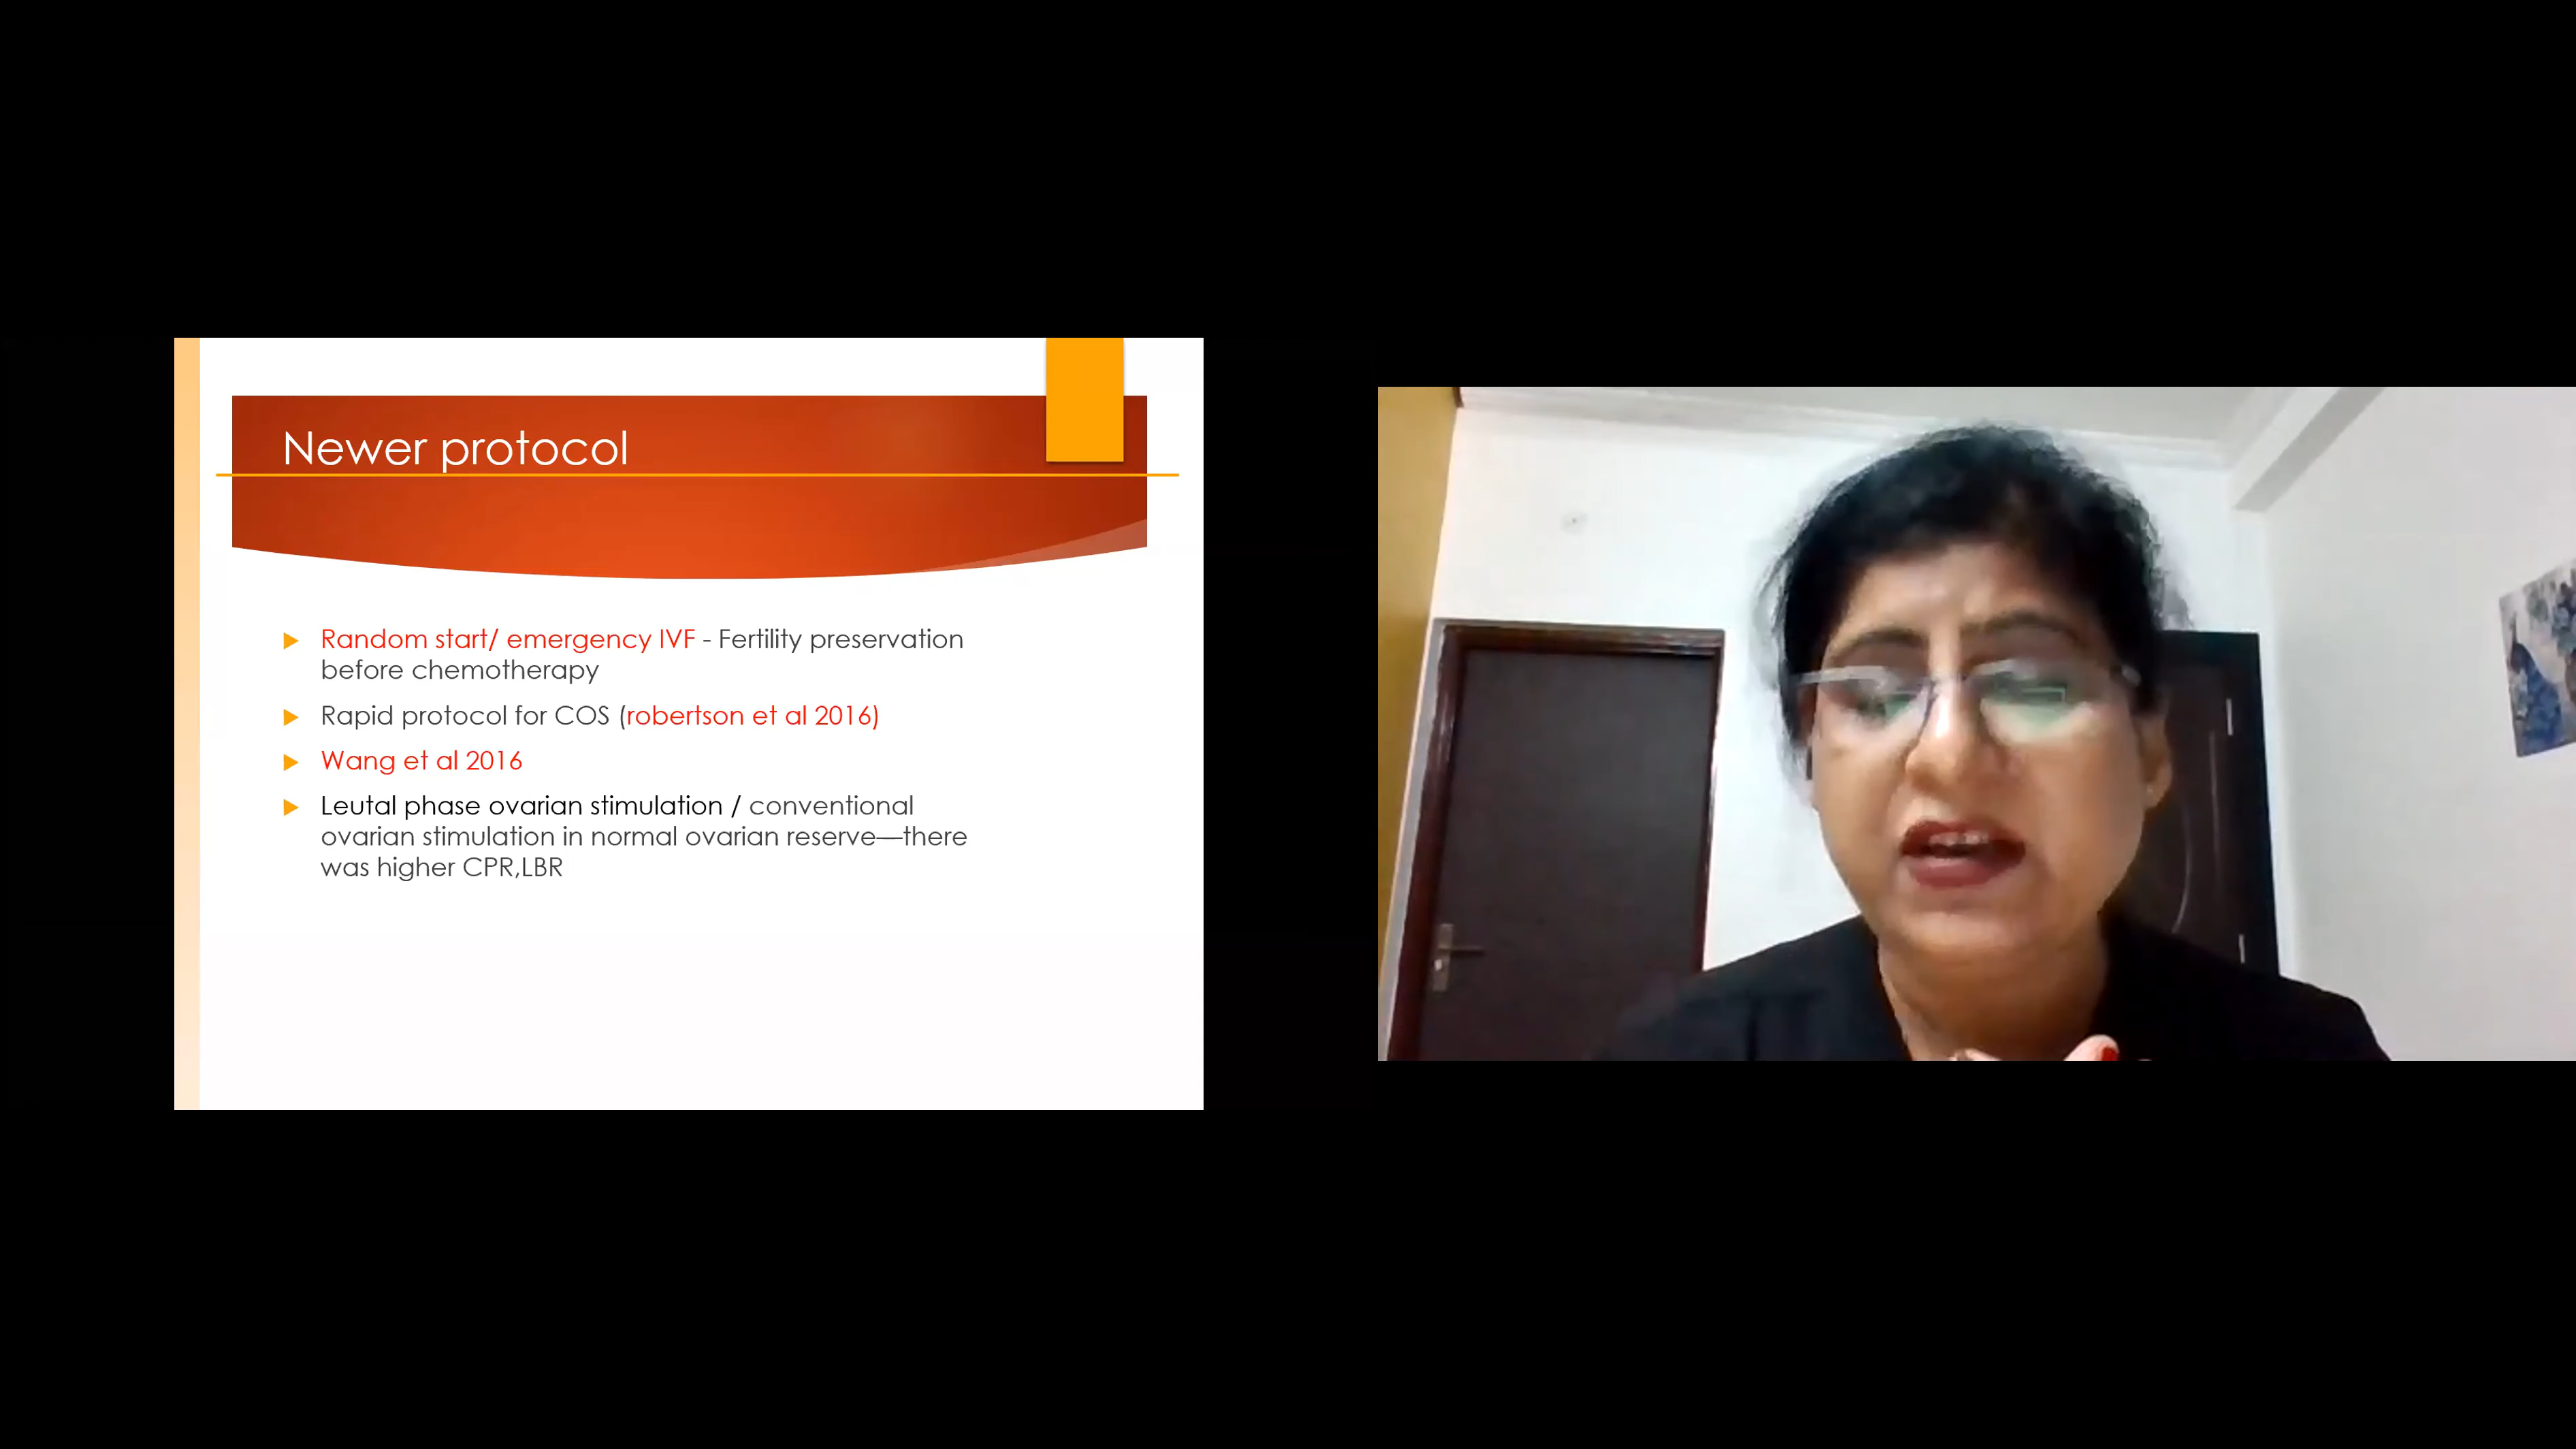 Newer protocol
Random start/ emergency IVF - Fertility preservation
before chemotherapy
Rapid protocol for COS (robertson et al 2016)
Wang et al 2016
Leutal phase ovarian stimulation / conventional
ovarian stimulation in normal ovarian reserve—there
was higher CPR,LBR